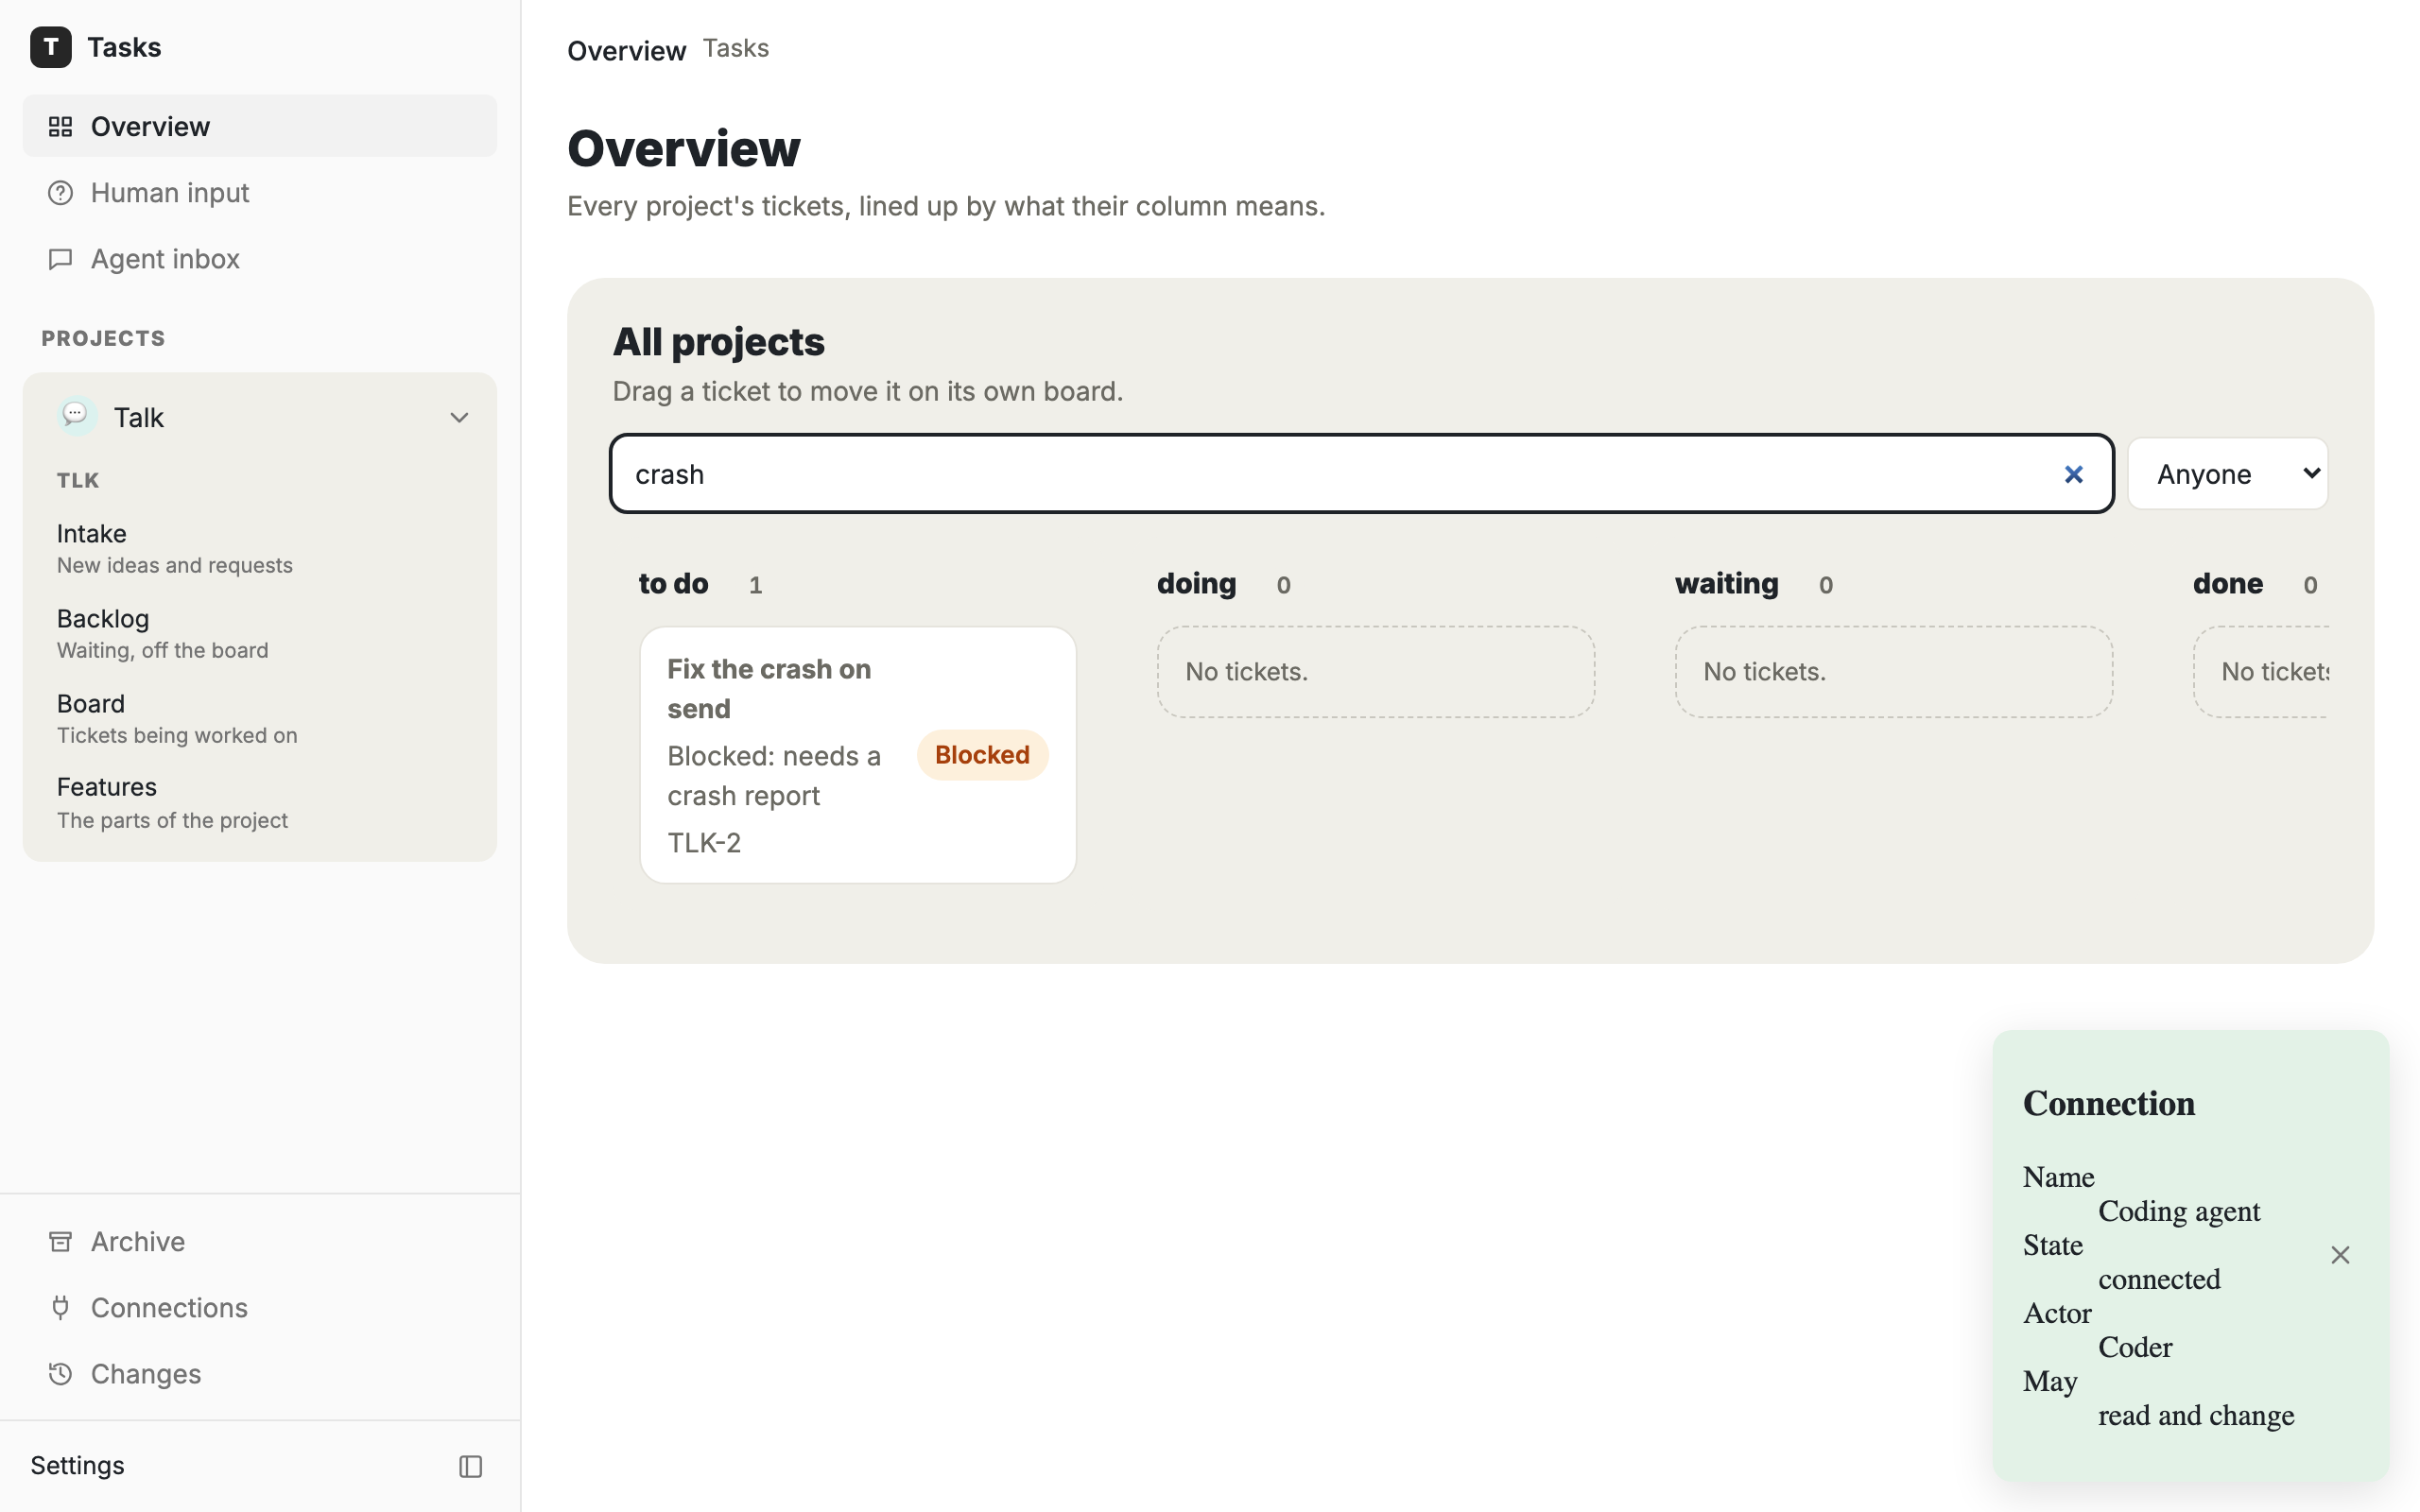 T Tasks
Overview
Human input
Agent inbox
PROJECTS
Talk
TLK
Intake
New ideas and requests
Backlog
Waiting, off the board
Board
Tickets being worked on
Features
The parts of the project
Archive
Connections
Changes
Settings
Overview Tasks
Overview
Every project's tickets, lined up by what their column means.
All projects
Drag a ticket to move it on its own board.
crash
Anyone
to do 1
Fix the crash on
send
Blocked: needs a
crash report
TLK-2
Blocked
doing 0
No tickets.
waiting 0
No tickets.
done 0
No tickets
Connection
Name
Coding agent
State
connected
Actor
Coder
May
read and change